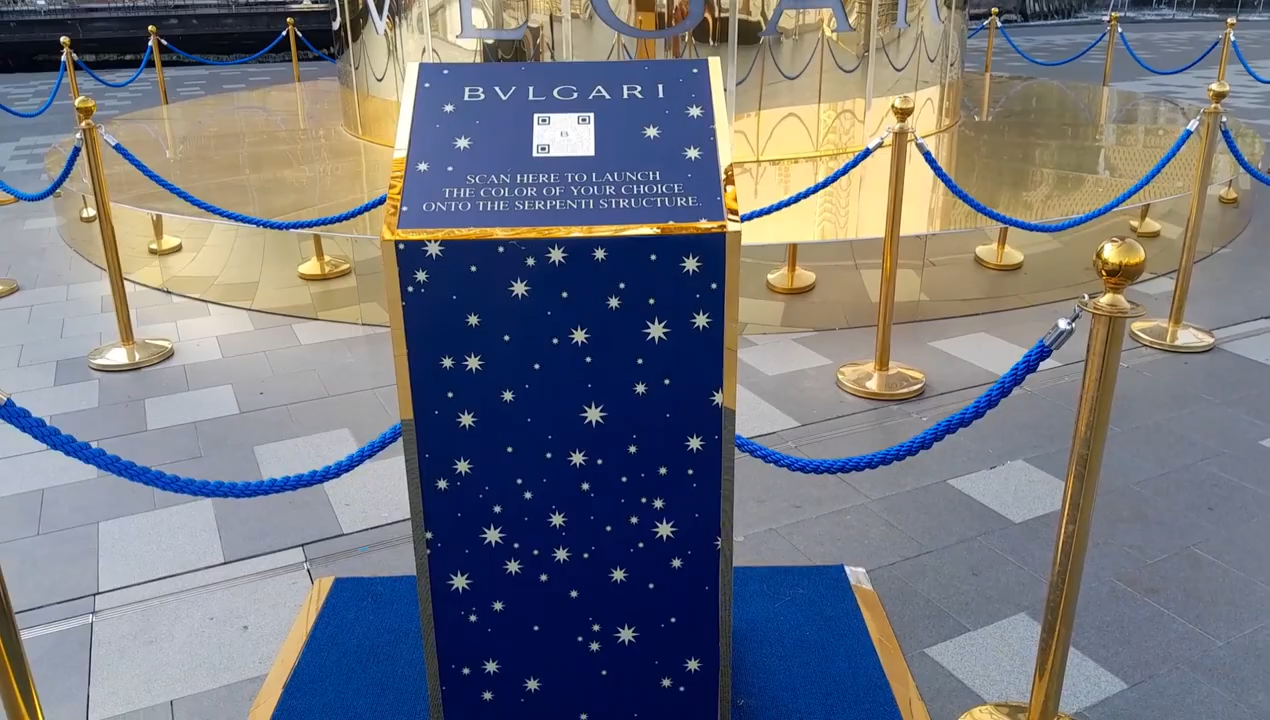 BVLGARI
B
SCAN HERE TO LAUNCH
THE COLOR OF YOUR CHOICE
ONTO THE SERPENTI STRUCTURE.